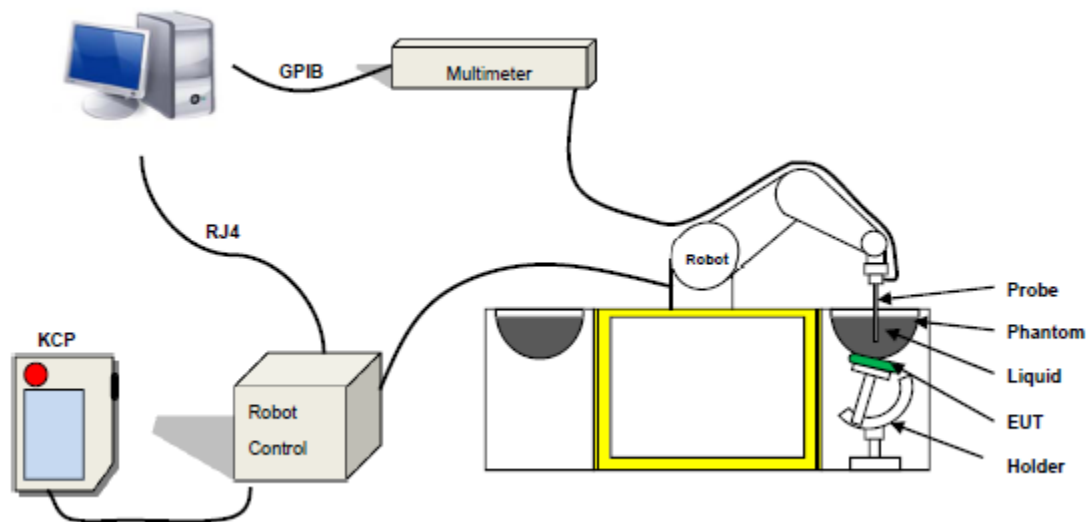 GPIB
Multimeter
RJ4
Robot
Probe
Phantom
KCP
Liquid
Robot
Control
EUT
Holder